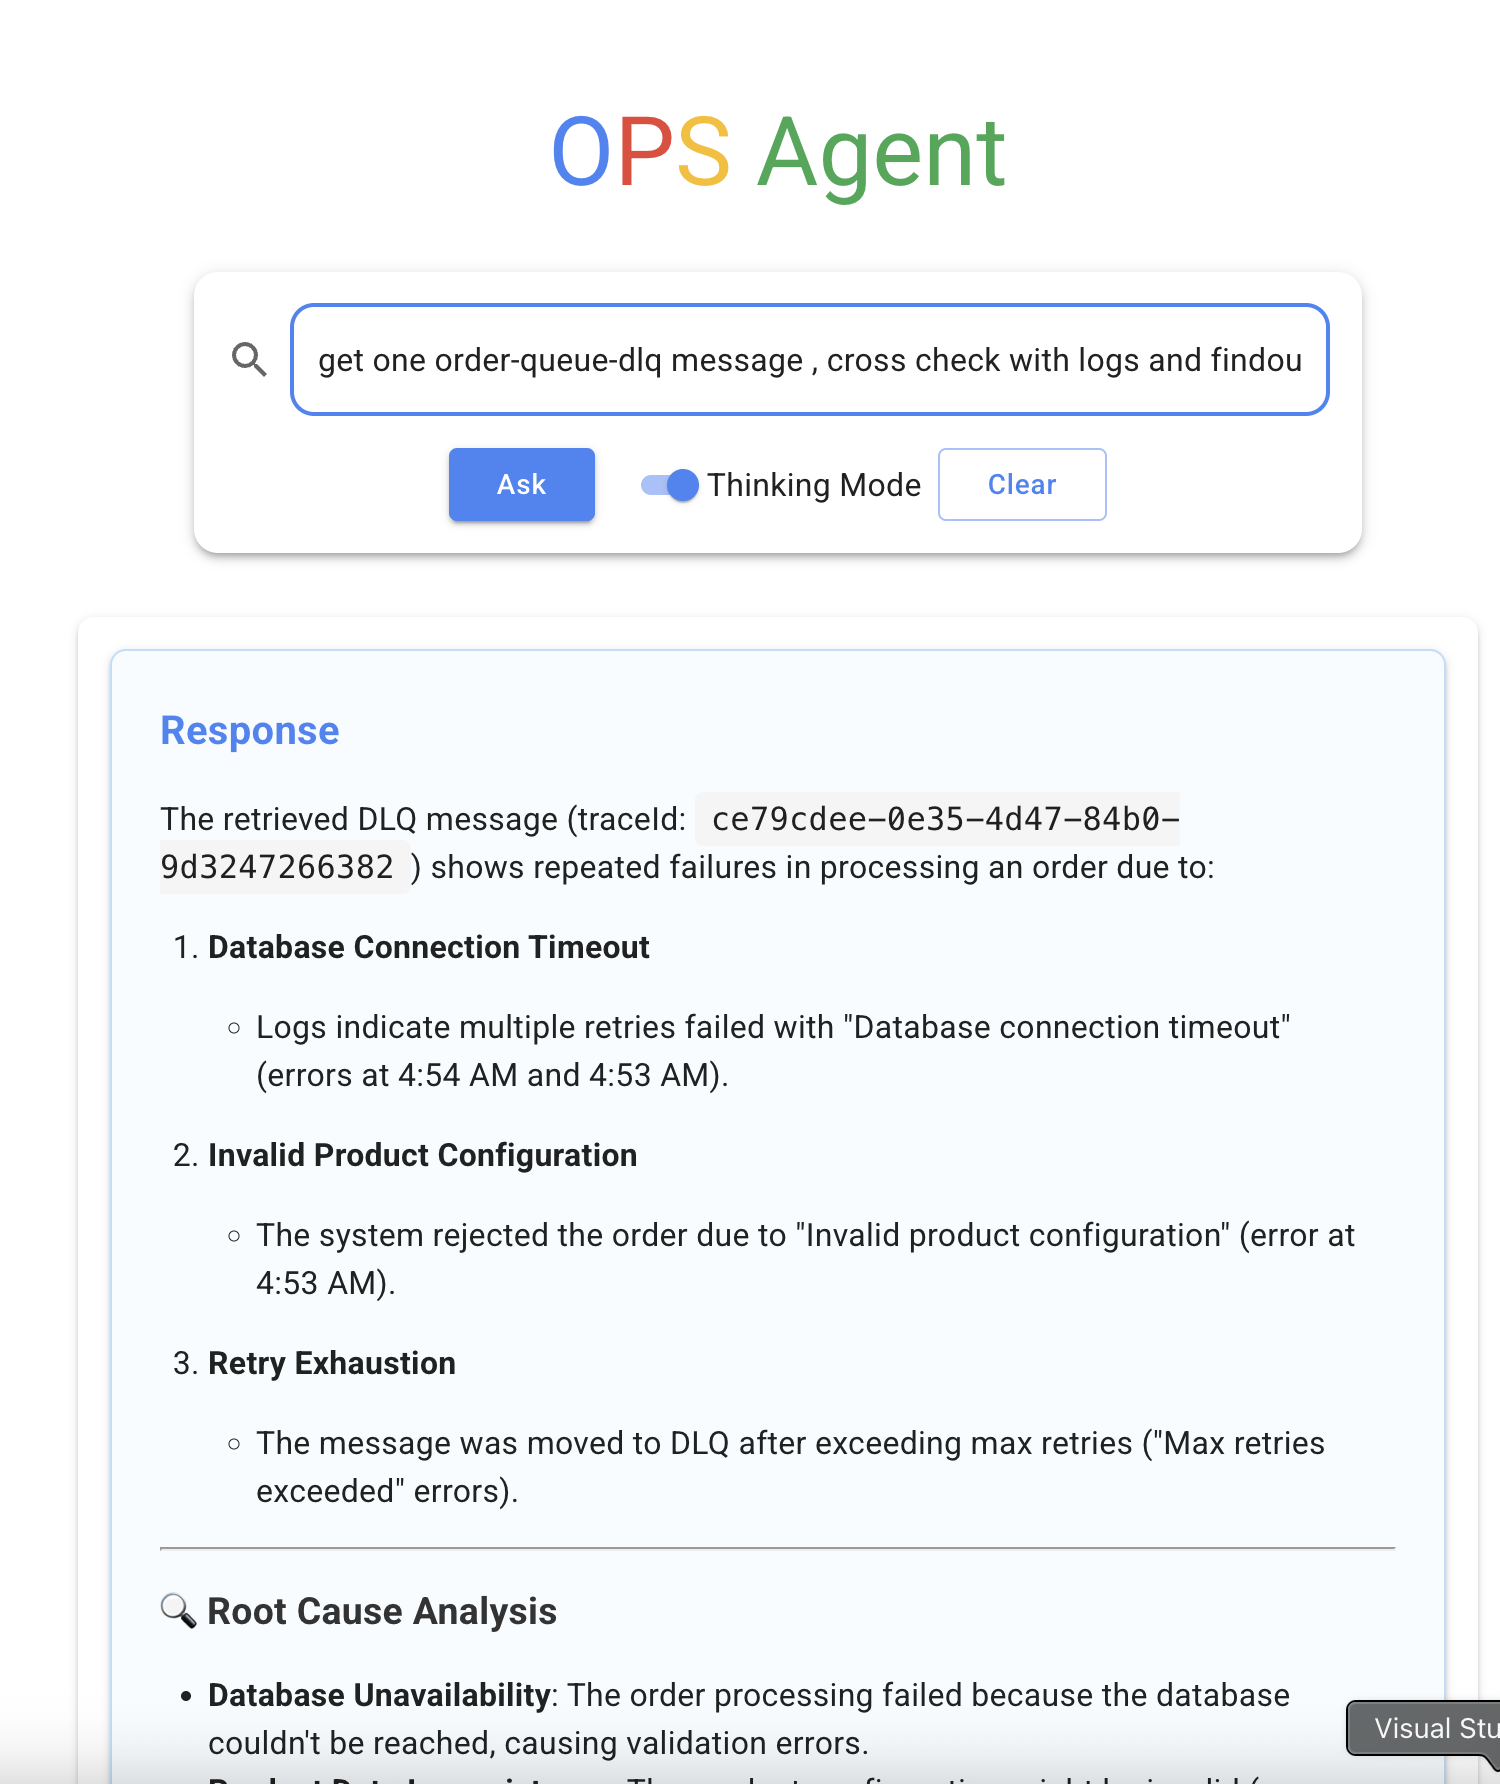 OPS Agent
get one order-queue-dlq message , cross check with logs and findou
Ask
Thinking Mode
Clear
Response
The retrieved DLQ message (traceId: ce79cdee-0e35-4d47-84b0-
9d3247266382 ) shows repeated failures in processing an order due to:
1. Database Connection Timeout
Logs indicate multiple retries failed with "Database connection timeout"
(errors at 4:54 AM and 4:53 AM).
2. Invalid Product Configuration
The system rejected the order due to "Invalid product configuration" (error at
4:53 AM).
3. Retry Exhaustion
The message was moved to DLQ after exceeding max retries ("Max retries
exceeded" errors).
🔍 Root Cause Analysis
Database Unavailability: The order processing failed because the database
couldn't be reached, causing validation errors.
Visual Stu